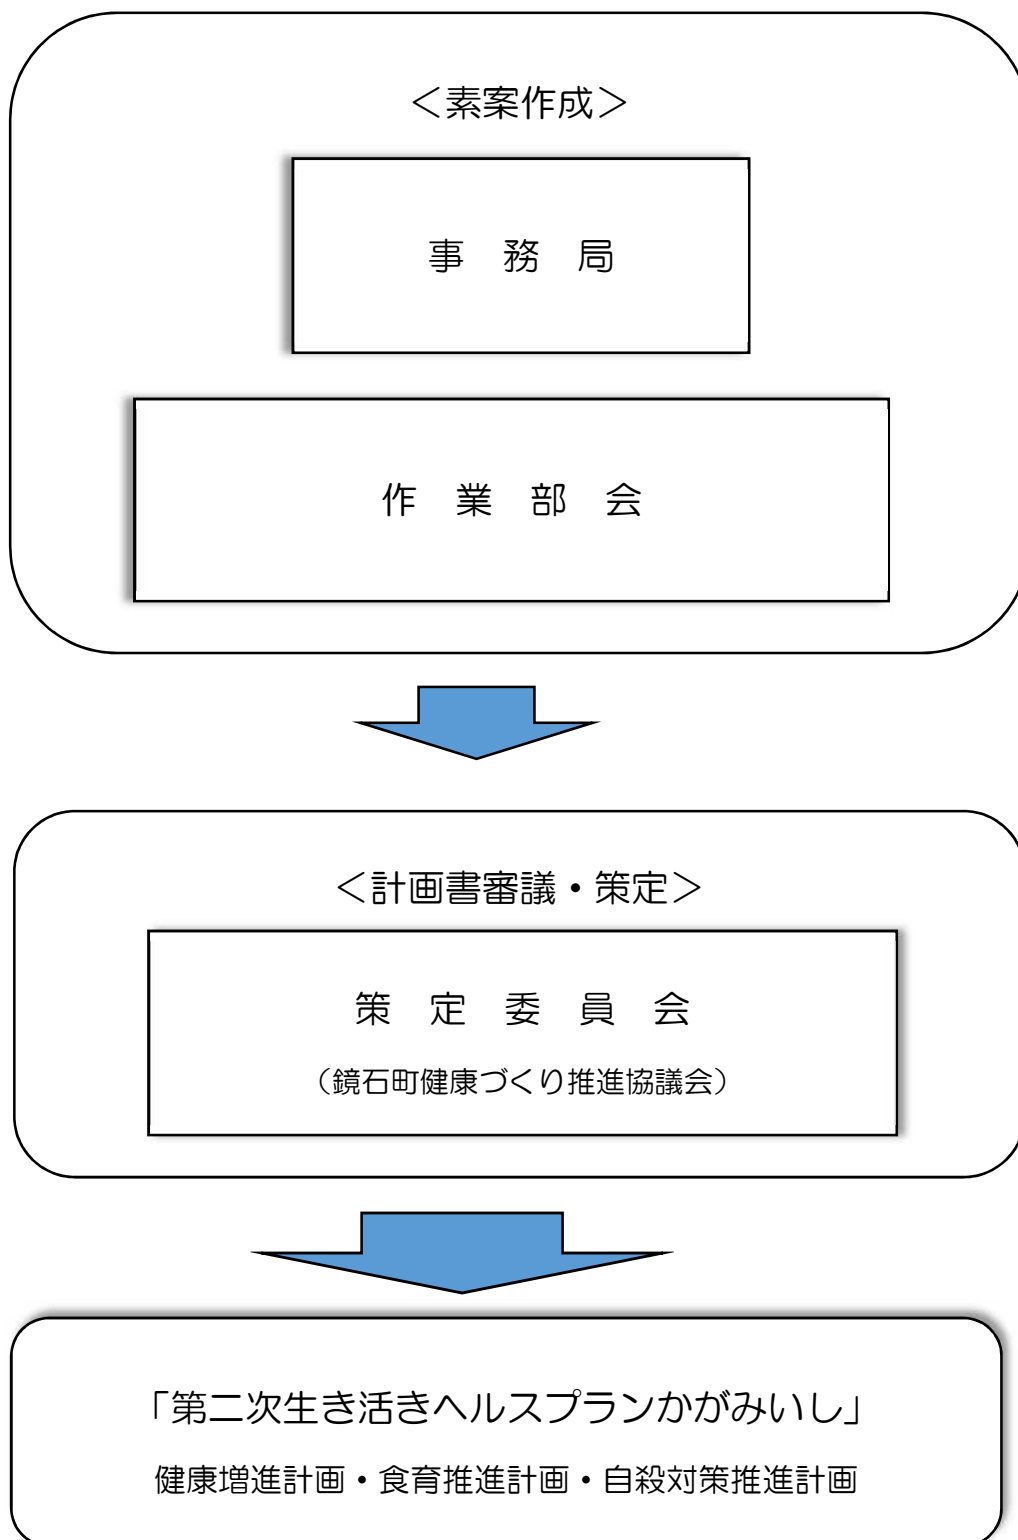 ＜素案作成＞
事　務　局
作　業　部　会
＜計画書審議・策定＞
策　定　委　員　会
（鏡石町健康づくり推進協議会）
「第二次生き活きヘルスプランかがみいし」
健康増進計画・食育推進計画・自殺対策推進計画